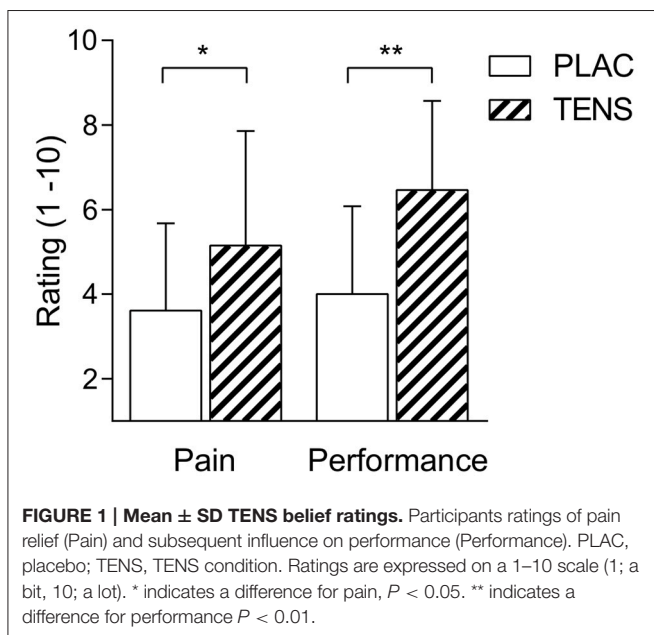 10
8
6
4
2
Rating (1 -10)
*
**
PLAC
TENS
Pain
Performance
FIGURE 1 | Mean ± SD TENS belief ratings. Participants ratings of pain
relief (Pain) and subsequent influence on performance (Performance). PLAC,
placebo; TENS, TENS condition. Ratings are expressed on a 1–10 scale (1; a
bit, 10; a lot). * indicates a difference for pain, P < 0.05. ** indicates a
difference for performance P < 0.01.